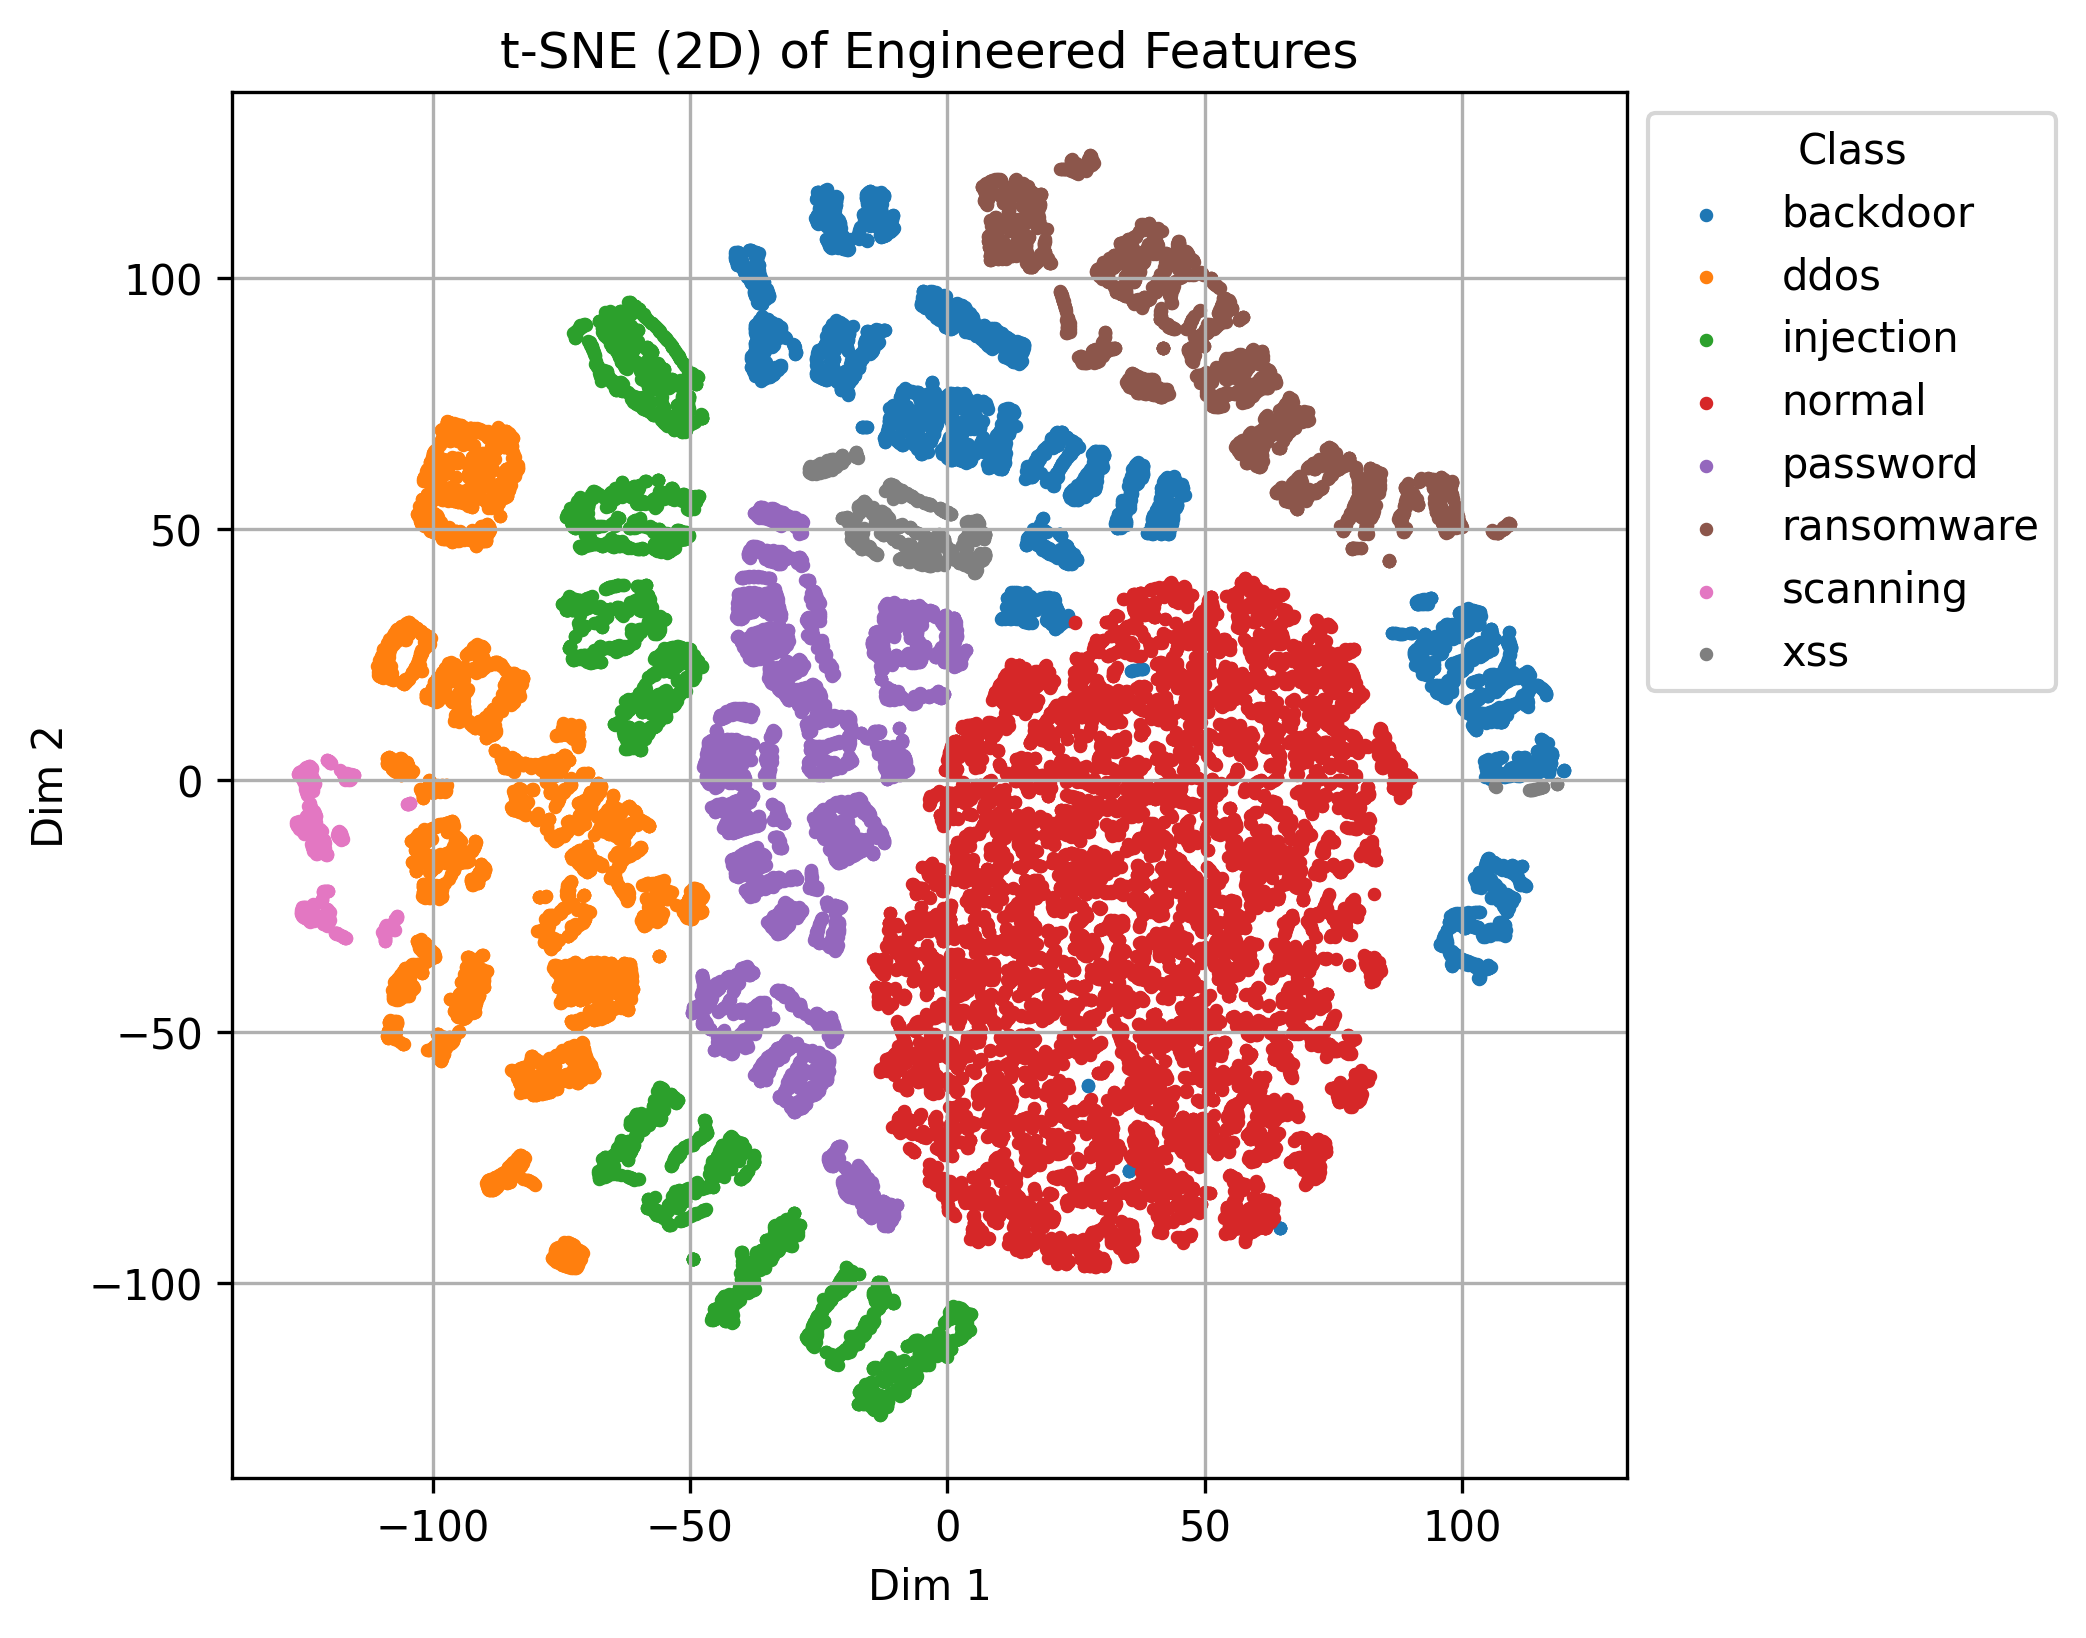 t-SNE (2D) of Engineered Features
Class
backdoor
ddos
injection
normal
password
ransomware
scanning
xss
Dim 2
100
50
0
−50
−100
−100
−50
0
50
100
Dim 1